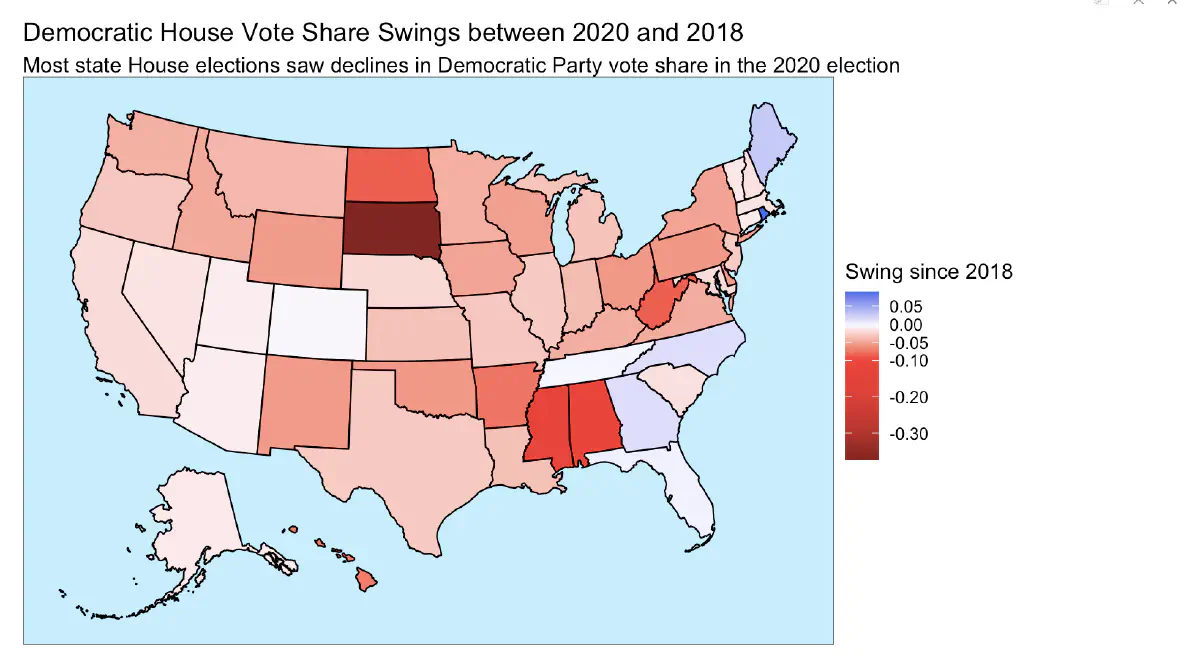 Democratic House Vote Share Swings between 2020 and 2018
Most state House elections saw declines in Democratic Party vote share in the 2020 election
Swing since 2018
0.05
0.00
-0.05
-0.10
-0.20
-0.30